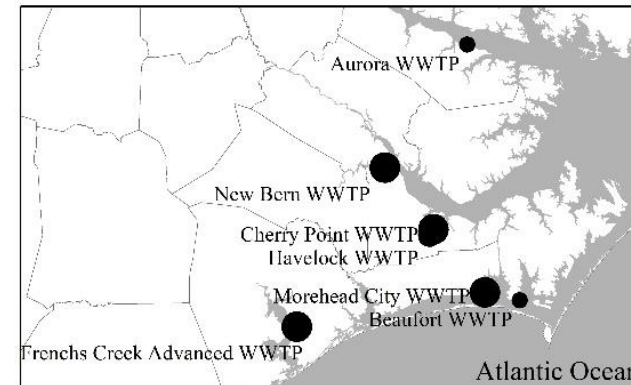 Aurora WWTP
New Bern WWTP
Cherry Point WWTP
Havelock WWTP
Morehead City WWTP
Beaufort WWTP
Frenchs Creek Advanced WWTP
Atlantic Ocean